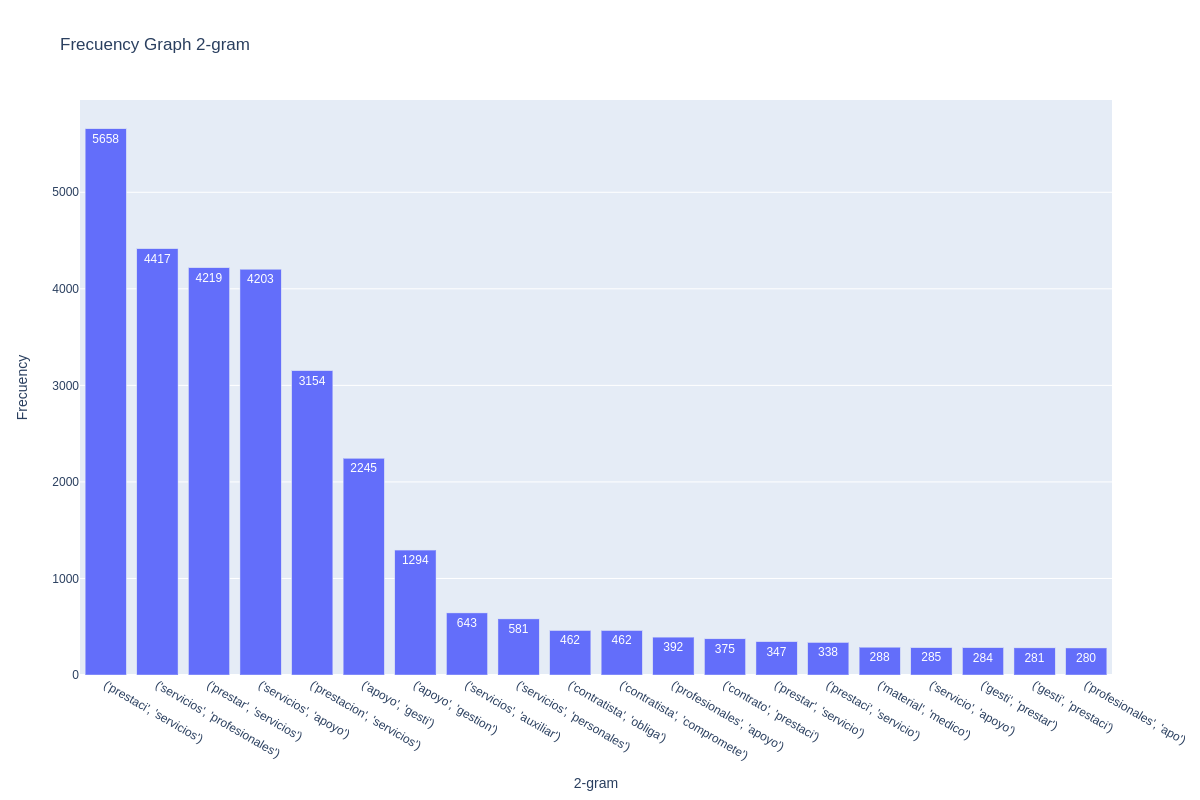 Frecuency Graph 2-gram
Frecuency
5000
4000
3000
2000
1000
0
5658
4417
4219
4203
3154
2245
1294
643
581
462
462
392
375
347
338
288
285
284
281
280
('prestaci', 'servicios')
('servicios', 'profesionales')
('prestar', 'servicios')
('servicios', 'apoyo')
('prestacion', 'servicios')
('apoyo', 'gesti')
('apoyo', 'gestion')
('servicios', 'auxiliar')
('servicios', 'personales')
('contratista', 'obliga')
('contratista', 'compromete')
('profesionales', 'apoyo')
('contrato', 'prestaci')
('prestar', 'servicio')
('prestaci', 'servicio')
('material', 'medico')
('servicio', 'apoyo')
('gesti', 'prestar')
('gesti', 'prestaci')
('profesionales', 'apo')
2-gram